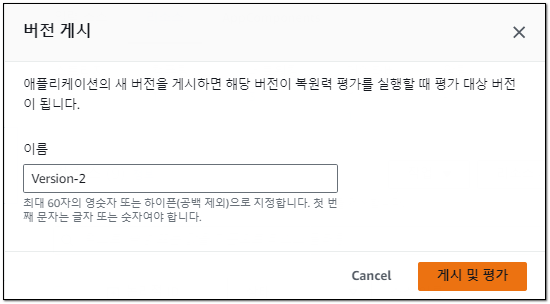 버전 게시
애플리케이션의 새 버전을 게시하면 해당 버전이 복원력 평가를 실행할 때 평가 대상 버전
이 됩니다.
이름
Version-2
최대 60자의 영숫자 또는 하이픈(공백 제외)으로 지정합니다. 첫 번
째 문자는 글자 또는 숫자여야 합니다.
Cancel 게시 및 평가